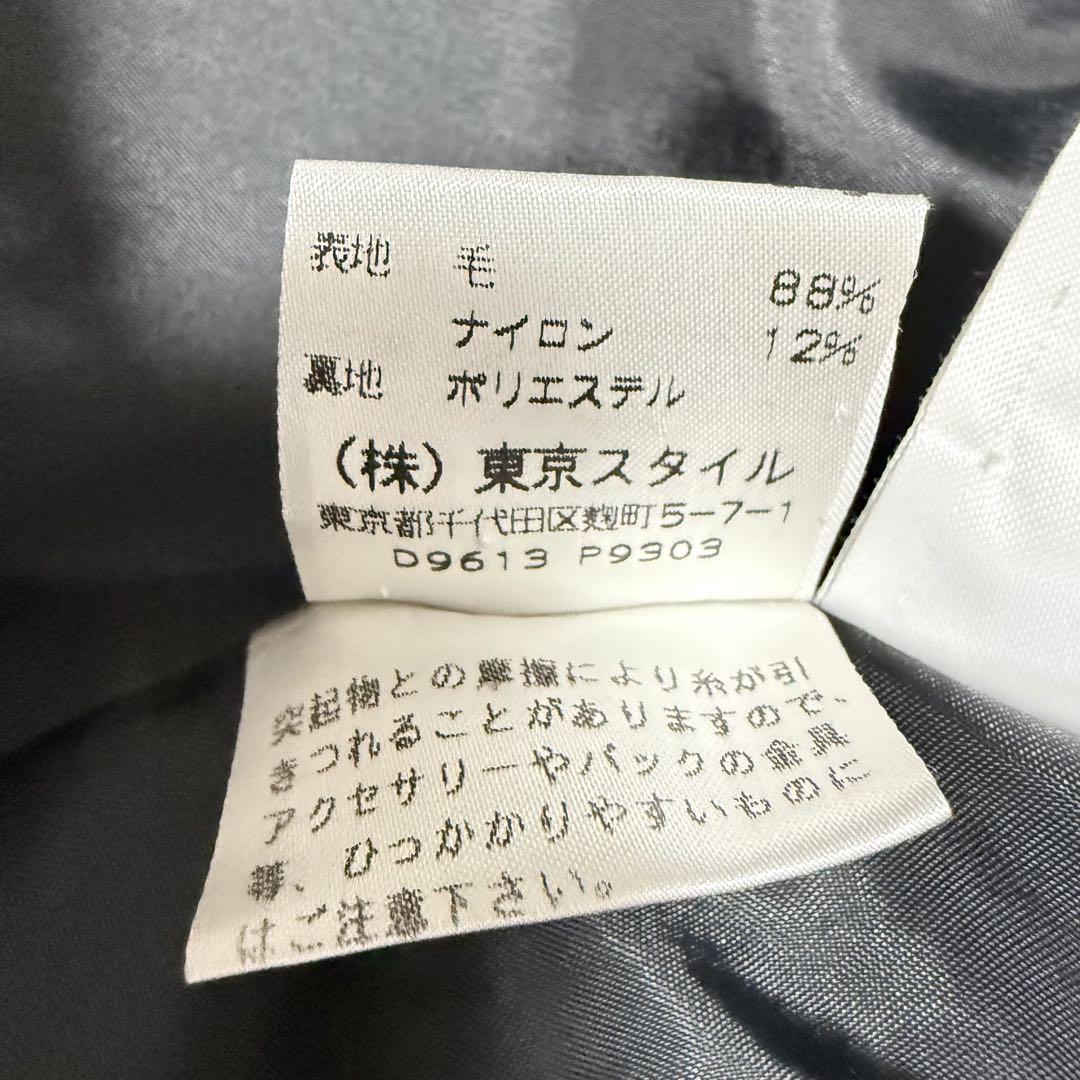 表地 毛 88%
ナイロン 12%
裏地 ポリエステル
(株) 東京スタイル
東京都千代田区麹町5-7-1
D9613 P9303
突起物との摩擦により糸が引
きつれることがありますので、
アクセサリーやバックの金具
等、ひっかかりやすいものに
はご注意下さい。